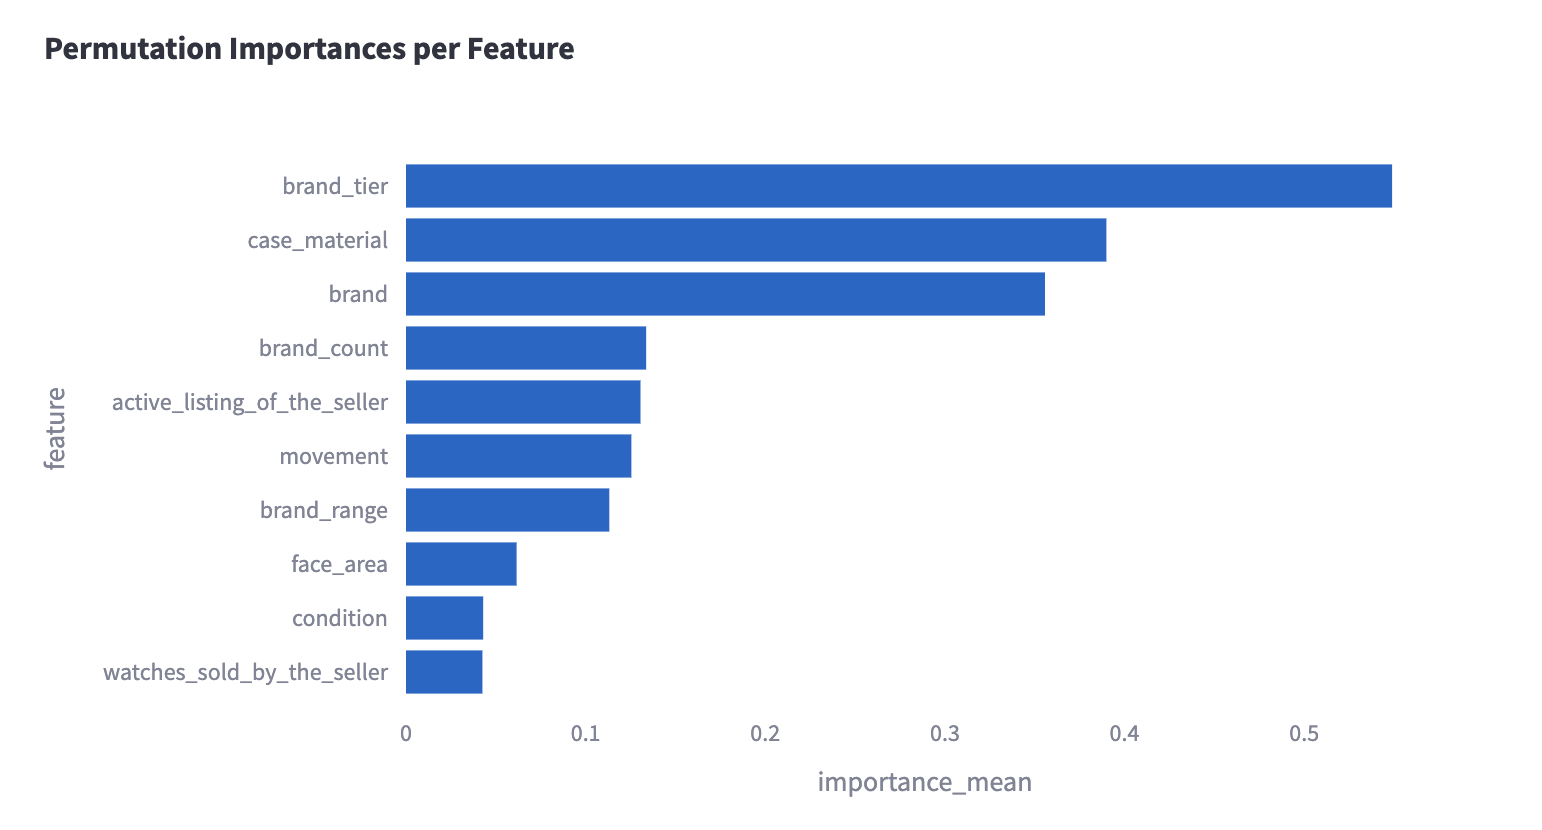 Permutation Importances per Feature
brand_tier
case_material
brand
brand_count
active_listing_of_the_seller
movement
brand_range
face_area
condition
watches_sold_by_the_seller
feature
0 0.1 0.2 0.3 0.4 0.5
importance_mean